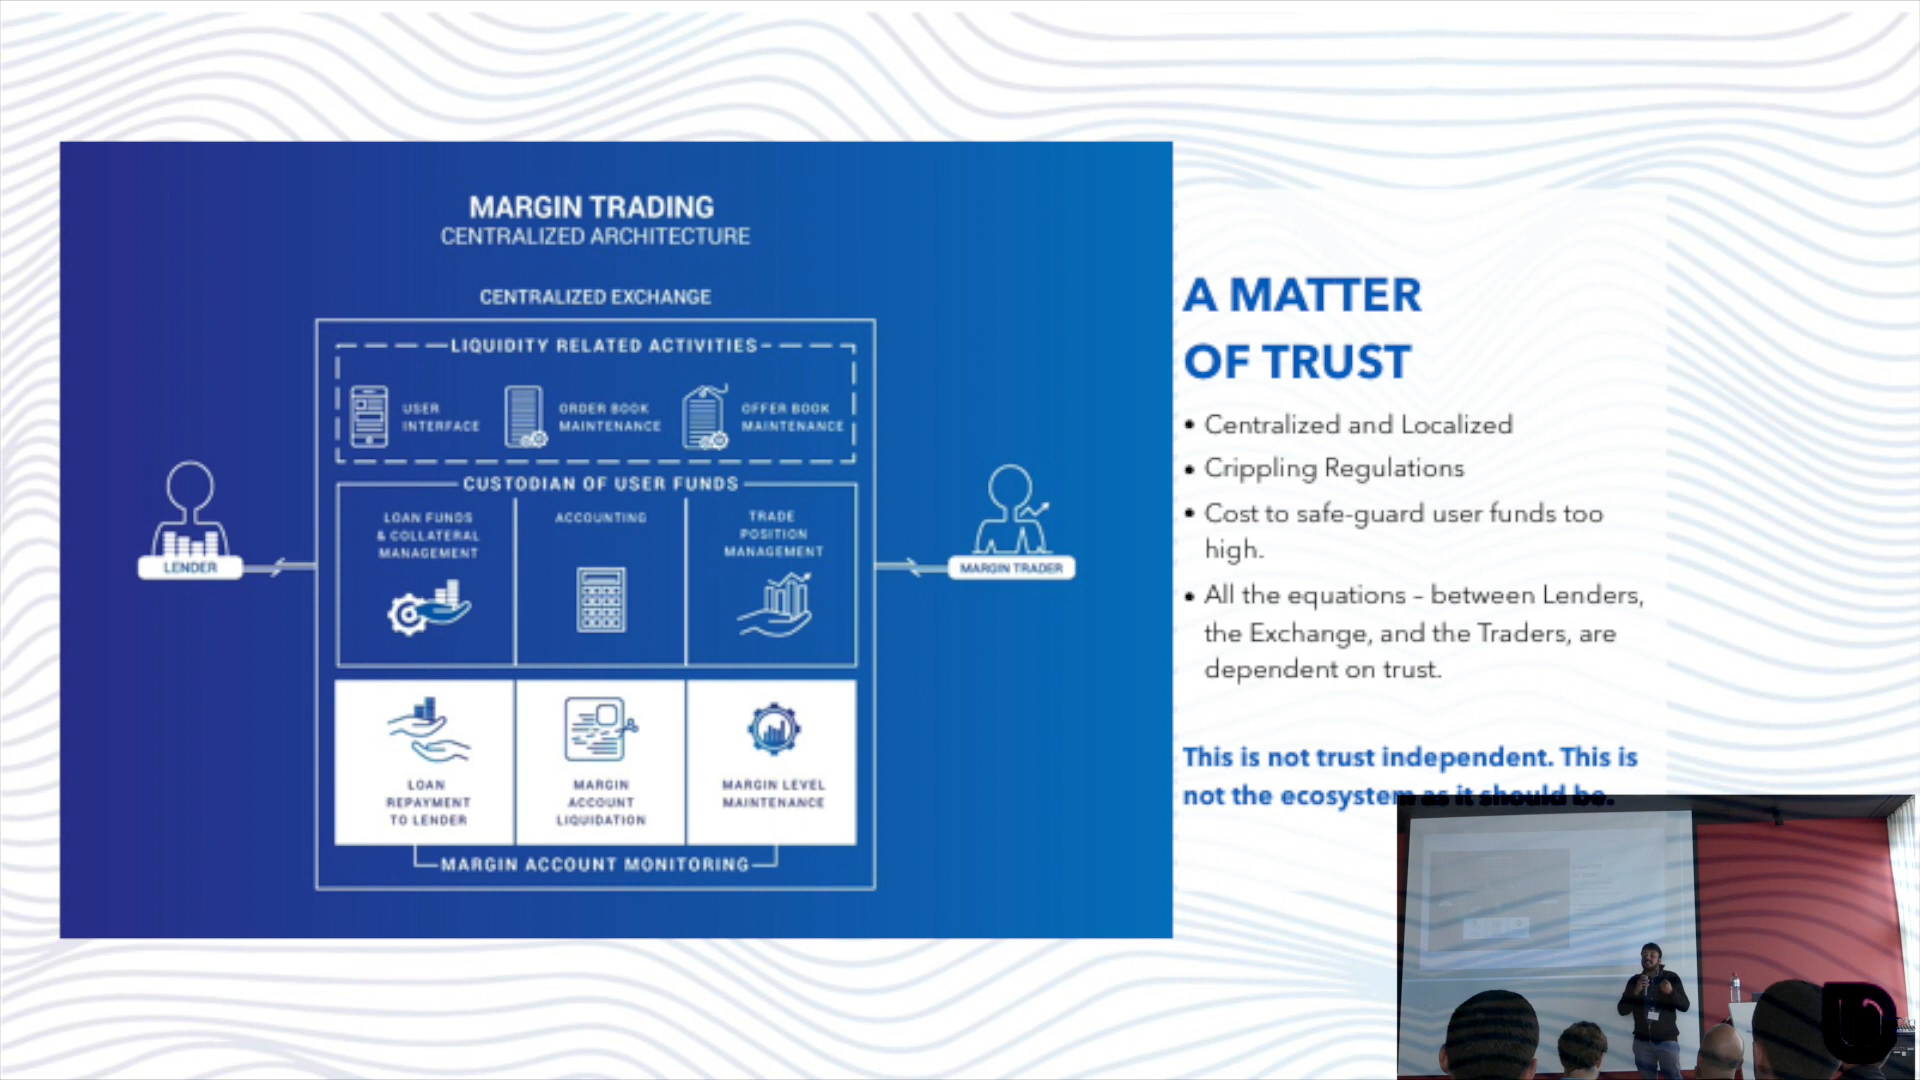 MARGIN TRADING
CENTRALIZED ARCHITECTURE
CENTRALIZED EXCHANGE
LIQUIDITY RELATED ACTIVITIES
USER
INTERFACE
ORDER BOOK
MAINTENANCE
OFFER BOOK
MAINTENANCE
CUSTODIAN OF USER FUNDS
LOAN FUNDS
& COLLATERAL
MANAGEMENT
ACCOUNTING
TRADE
POSITION
MANAGEMENT
LENDER
MARGIN TRADER
LOAN
REPAYMENT
TO LENDER
MARGIN
ACCOUNT
LIQUIDATION
MARGIN LEVEL
MAINTENANCE
MARGIN ACCOUNT MONITORING
A MATTER
OF TRUST
• Centralized and Localized
• Crippling Regulations
• Cost to safe-guard user funds too
high.
• All the equations – between Lenders,
the Exchange, and the Traders, are
dependent on trust.
This is not trust independent. This is
not the ecosystem as it should be.